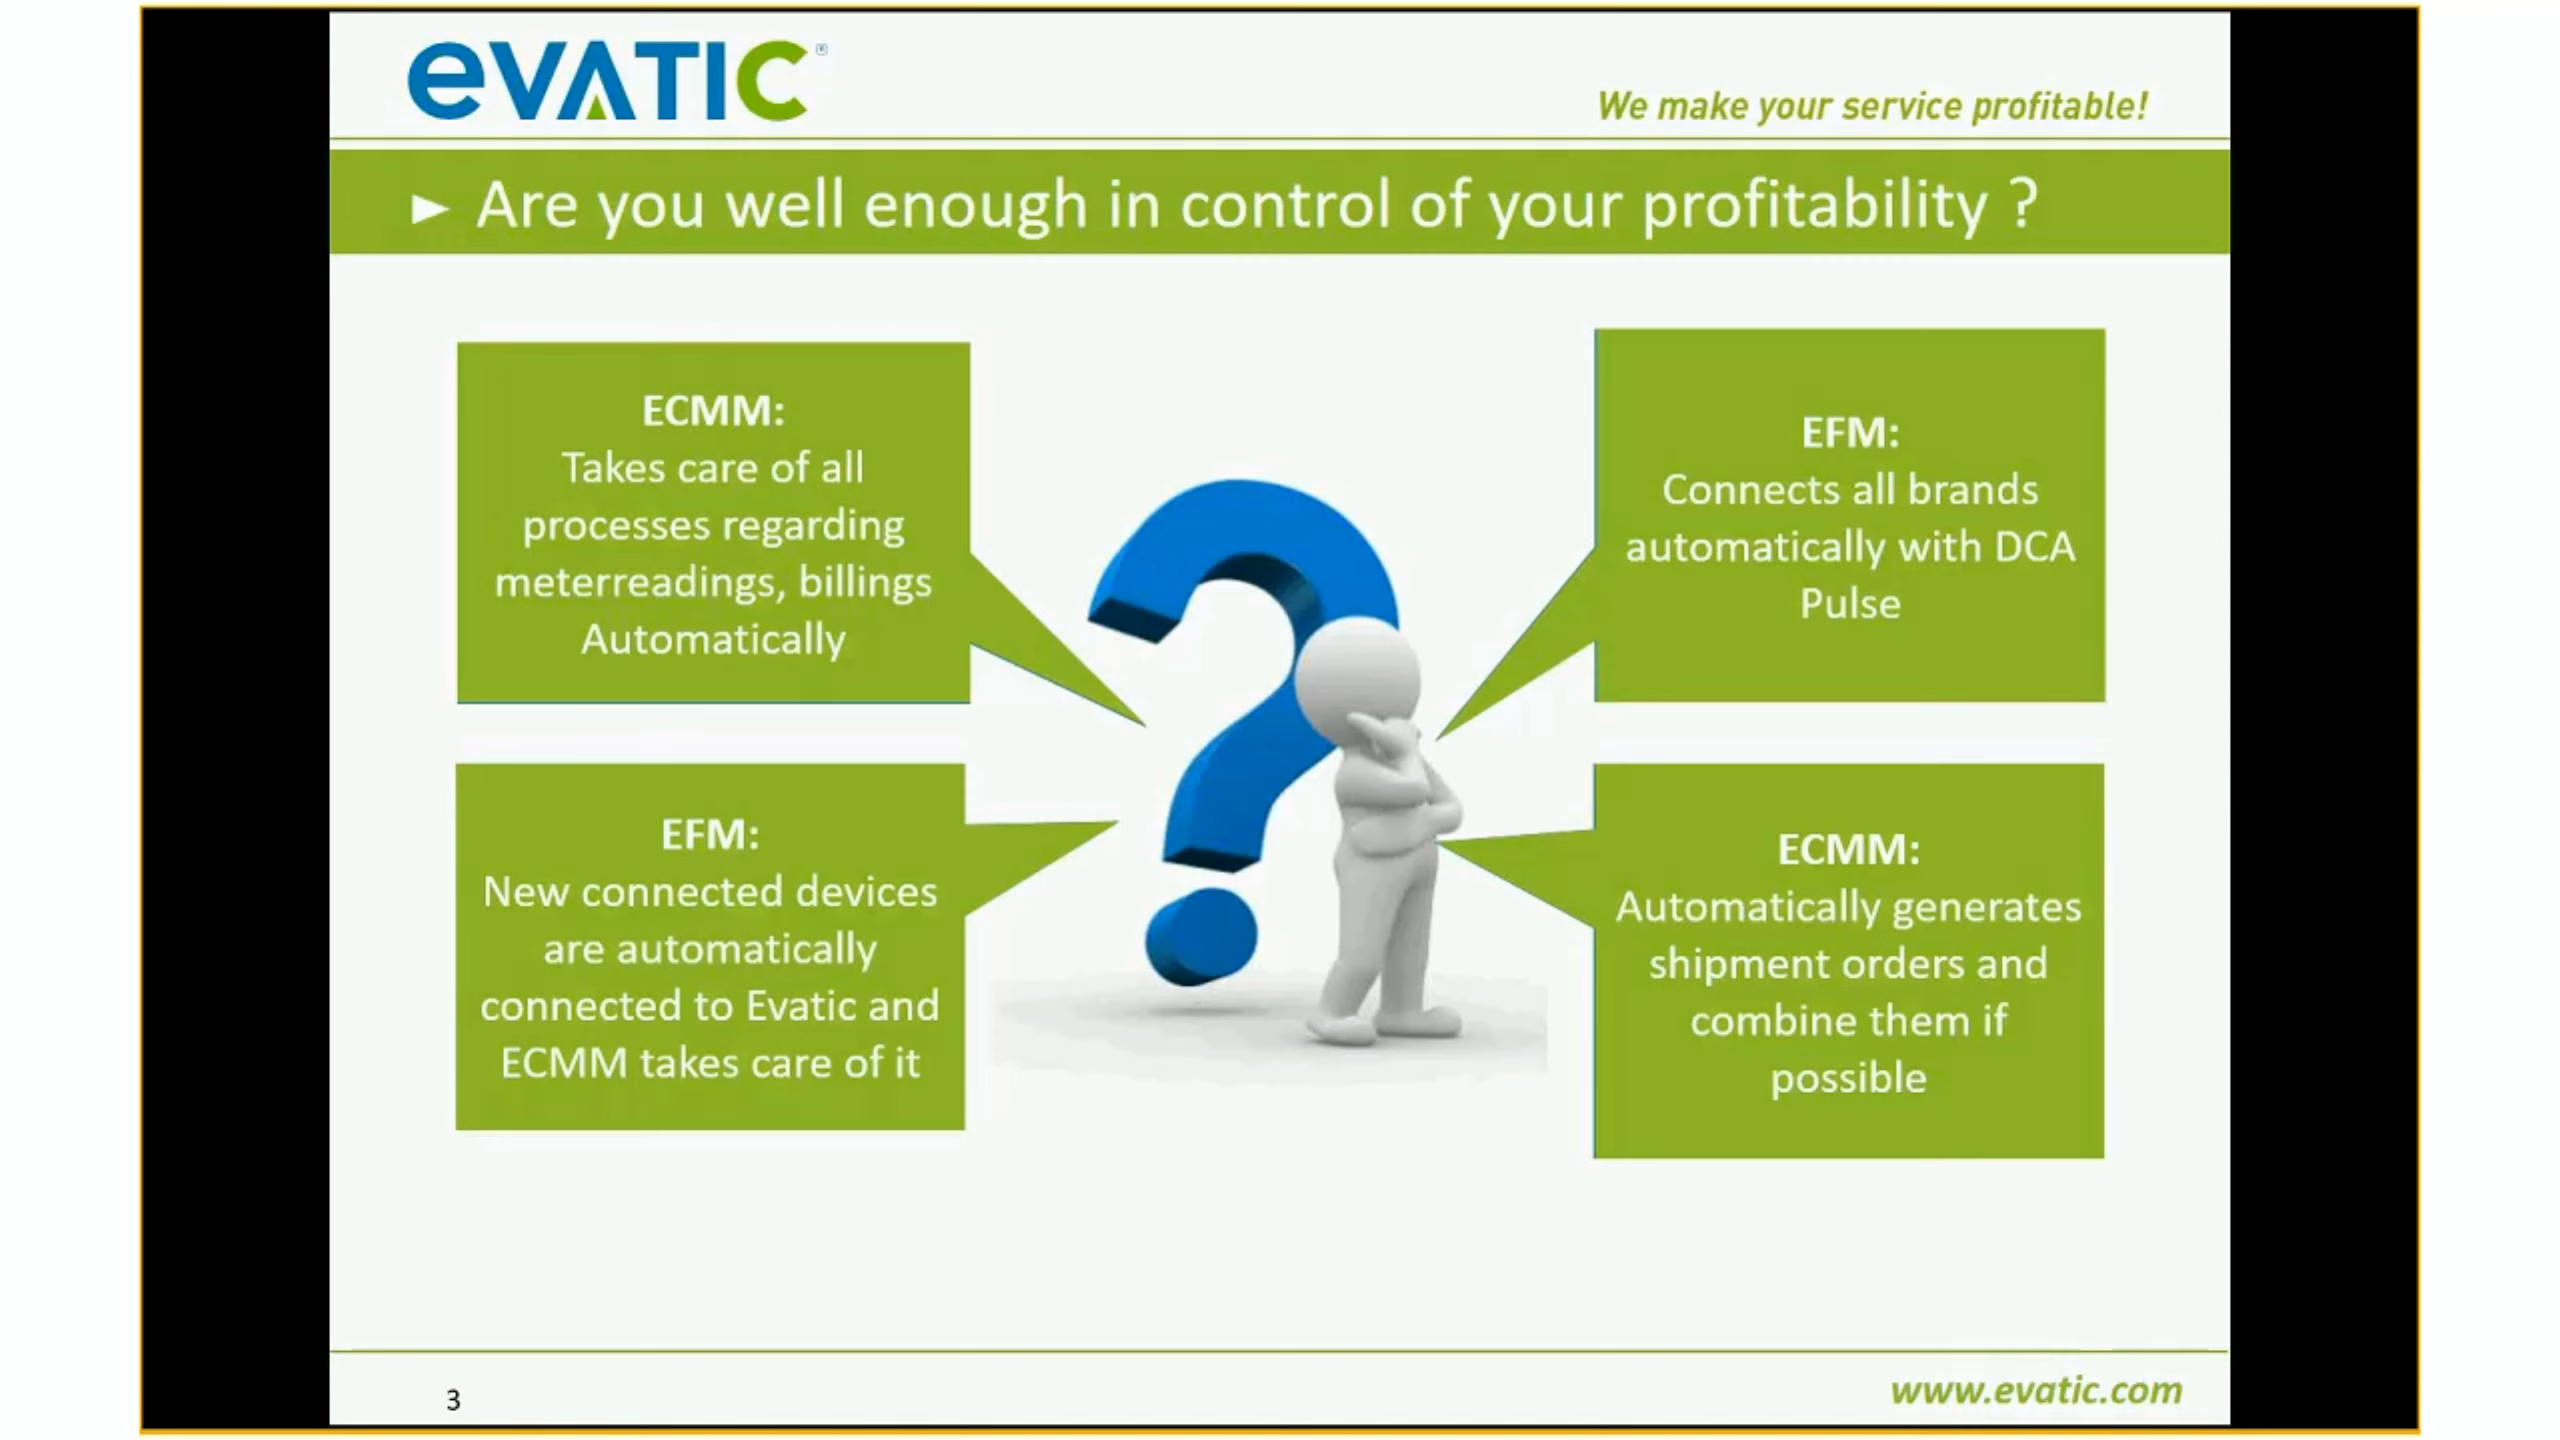 eVATIC®
We make your service profitable!
► Are you well enough in control of your profitability ?
ECMM:
Takes care of all
processes regarding
meterreadings, billings
Automatically
EFM:
Connects all brands
automatically with DCA
Pulse
EFM:
New connected devices
are automatically
connected to Evatic and
ECMM takes care of it
ECMM:
Automatically generates
shipment orders and
combine them if
possible
3
www.evatic.com